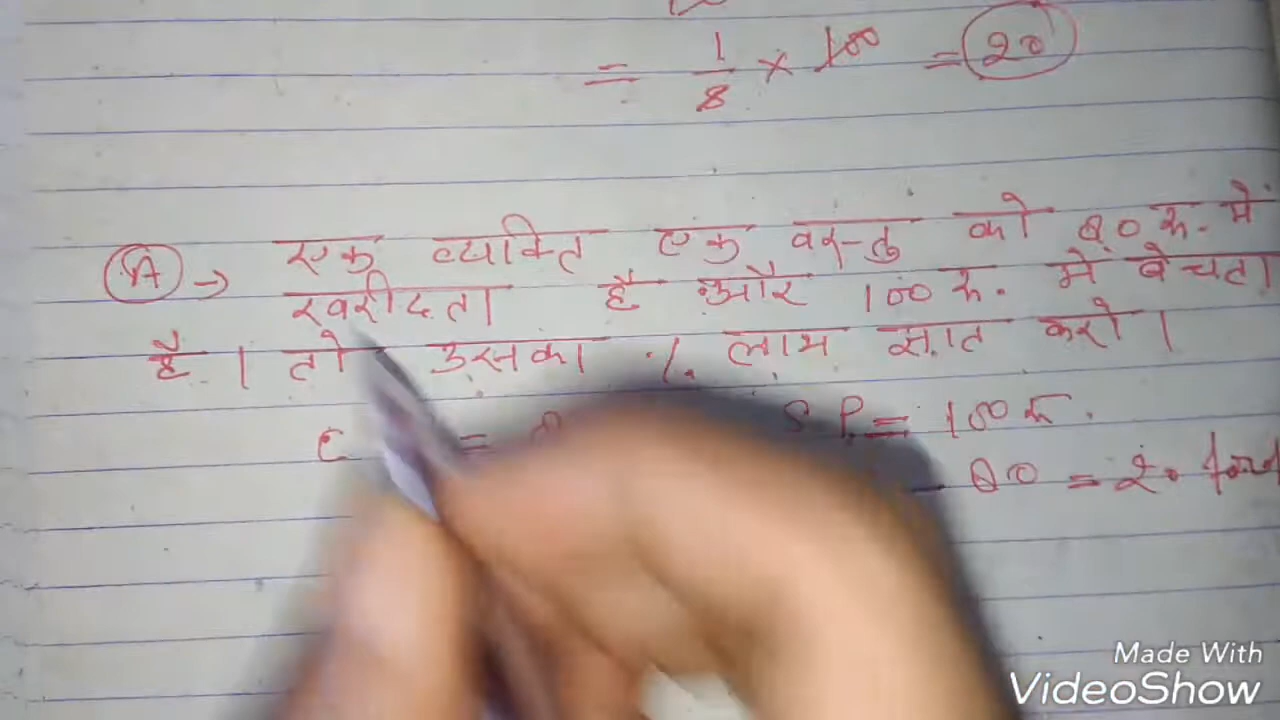 = 1/8 × 100 = 20
A → एक व्यक्ति एक वस्तु को 80 रु. में
खरीदता है और 100 रु. में बेचता
है । तो उसका % लाभ ज्ञात करो ।
C = S.P. = 100 रु.
80 = 20
Made With
VideoShow